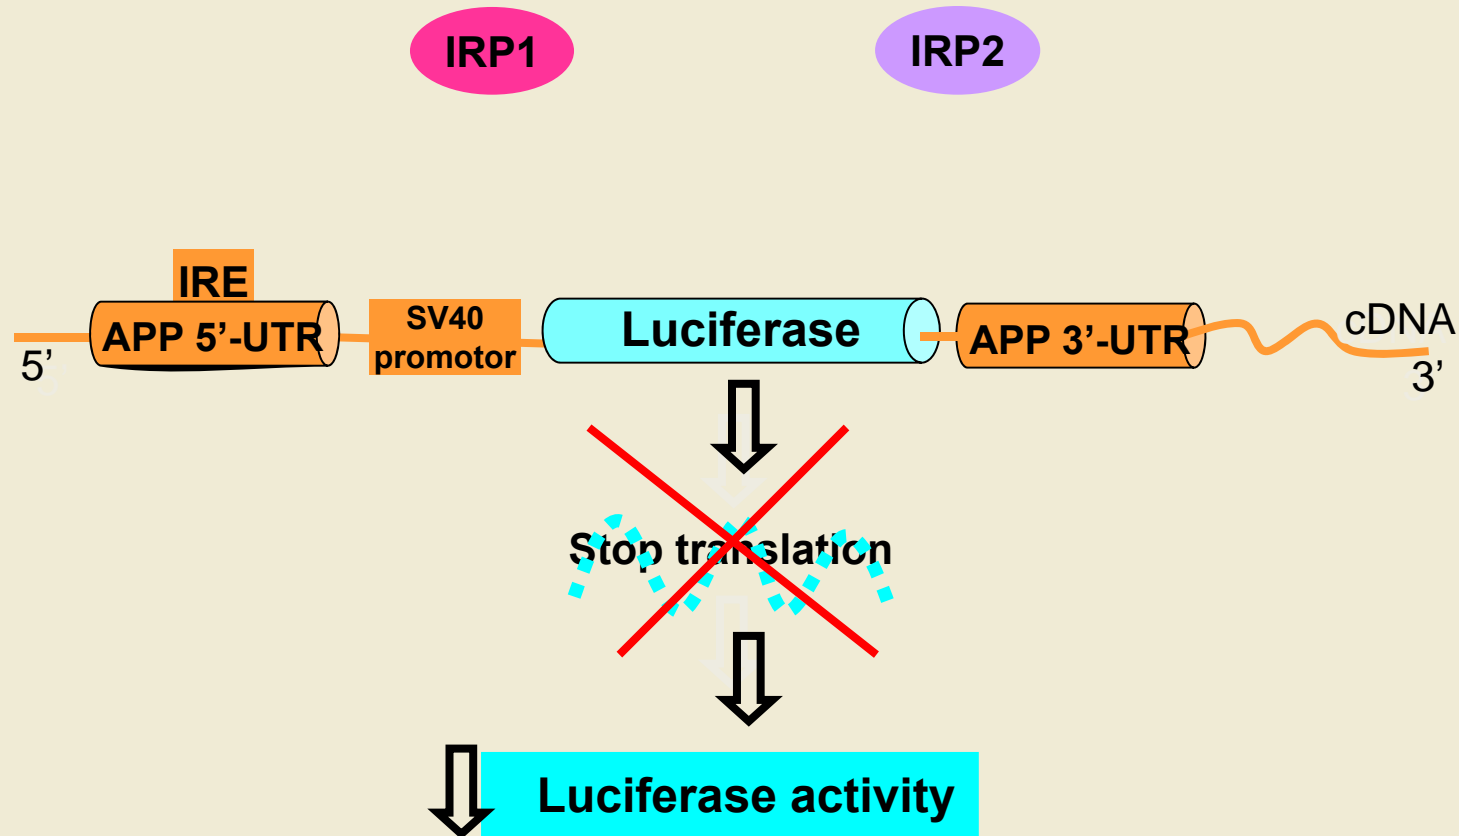 IRP1
IRP2
IRE
APP 5’-UTR
SV40
promotor
Luciferase
APP 3’-UTR
cDNA
5’
3’
Stop translation
Luciferase activity